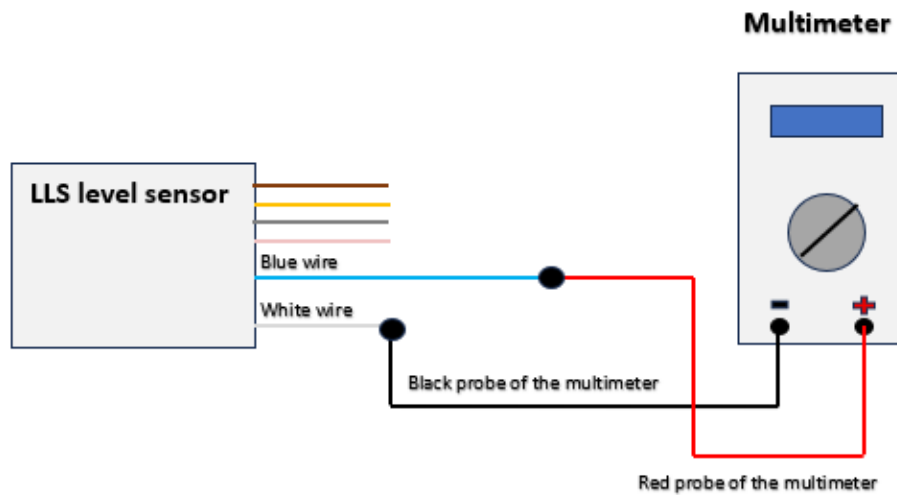 Multimeter
LLS level sensor
Blue wire
White wire
- +
Black probe of the multimeter
Red probe of the multimeter